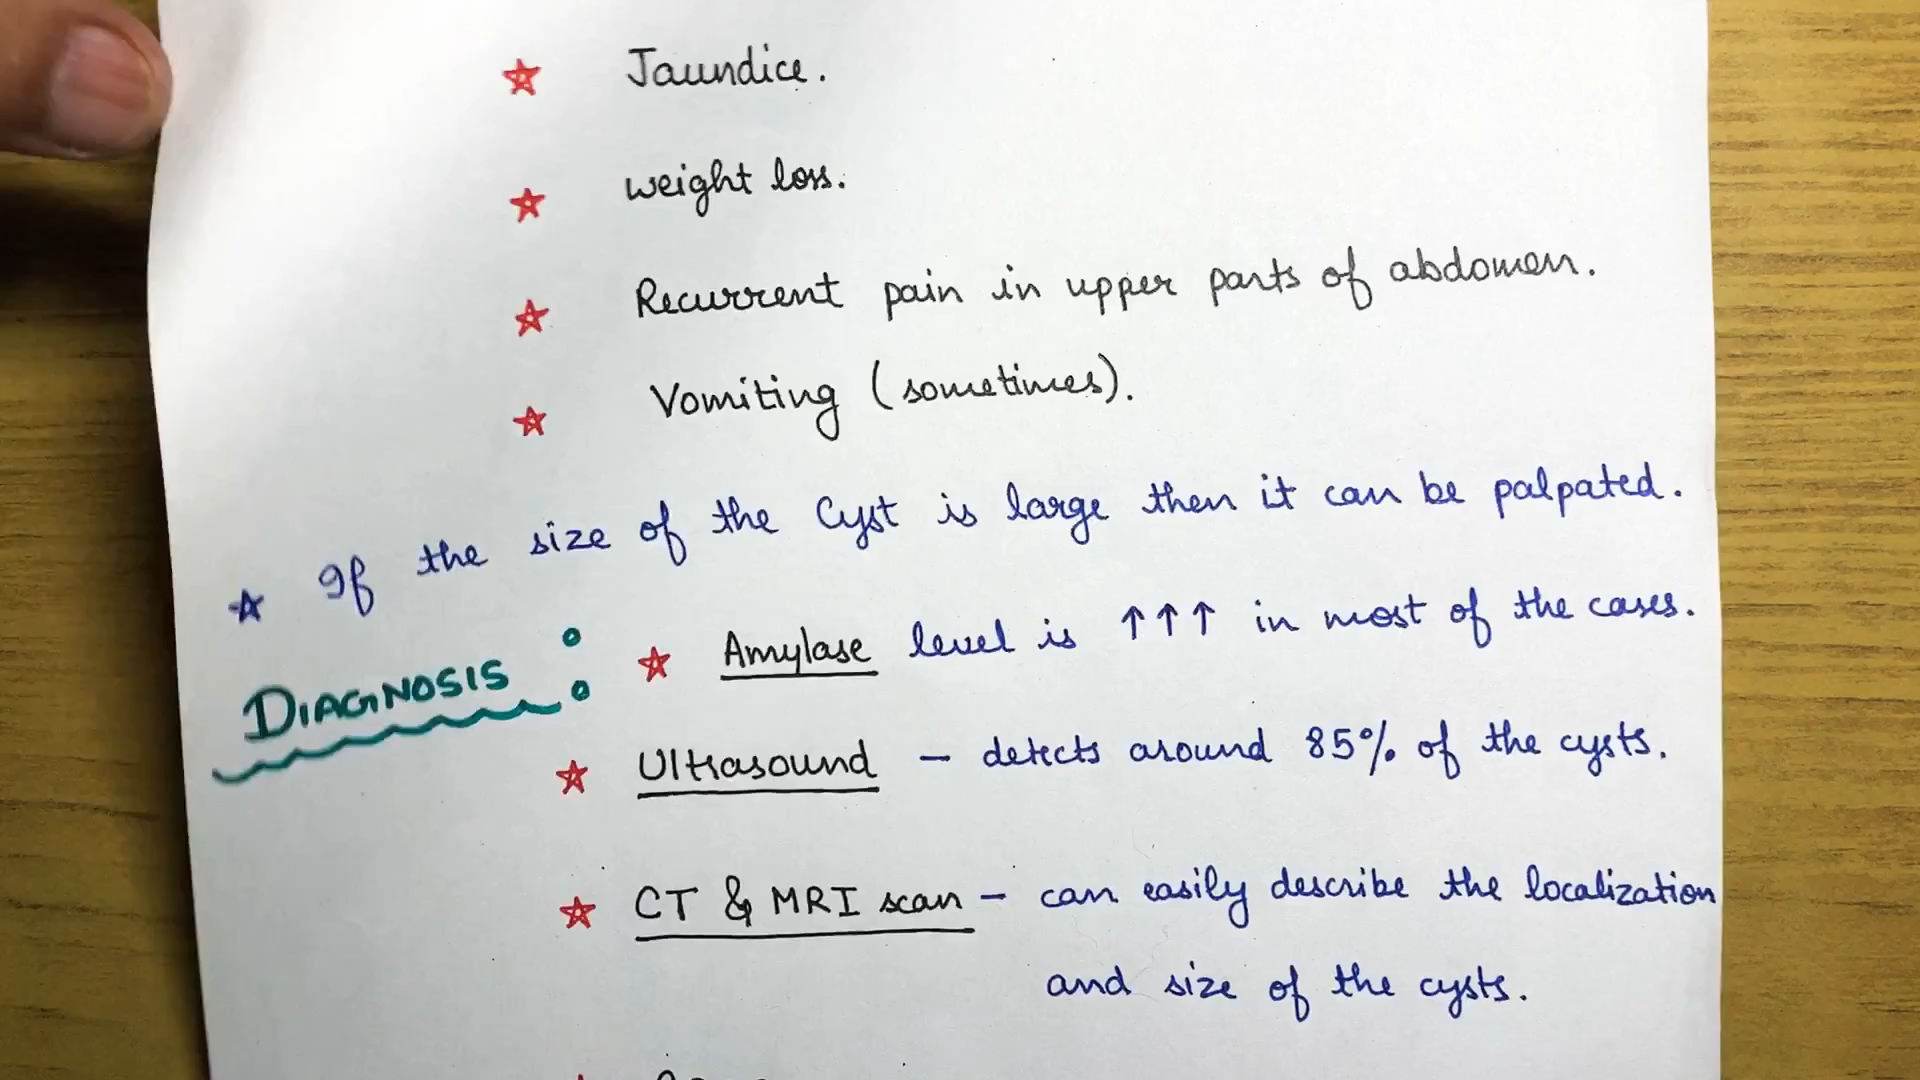 ☆ Jaundice.
☆ weight loss.
☆ Recurrent pain in upper parts of abdomen.
☆ Vomiting (sometimes).
☆ If the size of the Cyst is large then it can be palpated.
DIAGNOSIS : ☆ Amylase level is ↑↑↑ in most of the cases.
☆ Ultrasound – detects around 85% of the cysts.
☆ CT & MRI scan – can easily describe the localization
and size of the cysts.